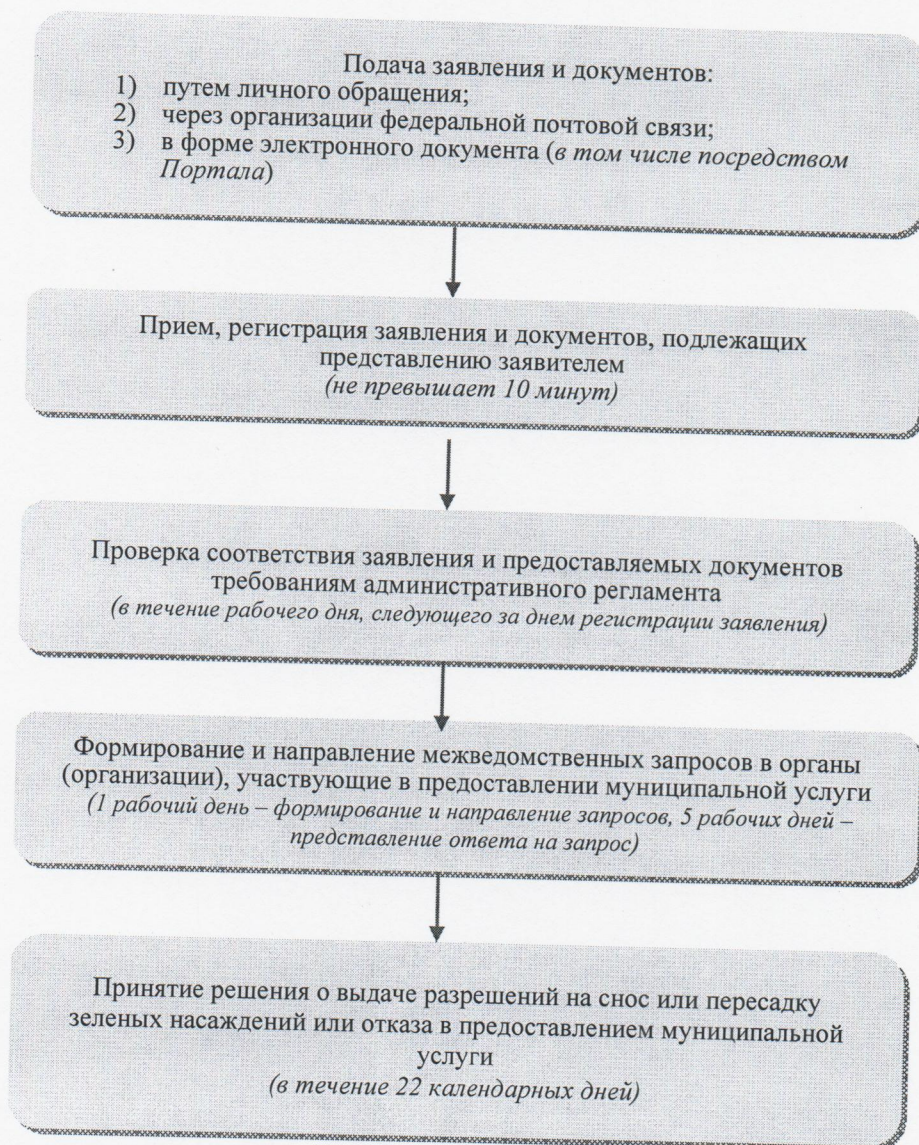 Подача заявления и документов:
1) путем личного обращения;
2) через организации федеральной почтовой связи;
3) в форме электронного документа (в том числе посредством
Портала)
Прием, регистрация заявления и документов, подлежащих
представлению заявителем
(не превышает 10 минут)
Проверка соответствия заявления и предоставляемых документов
требованиям административного регламента
(в течение рабочего дня, следующего за днем регистрации заявления)
Формирование и направление межведомственных запросов в органы
(организации), участвующие в предоставлении муниципальной услуги
(1 рабочий день – формирование и направление запросов, 5 рабочих дней –
представление ответа на запрос)
Принятие решения о выдаче разрешений на снос или пересадку
зеленых насаждений или отказа в предоставлением муниципальной
услуги
(в течение 22 календарных дней)